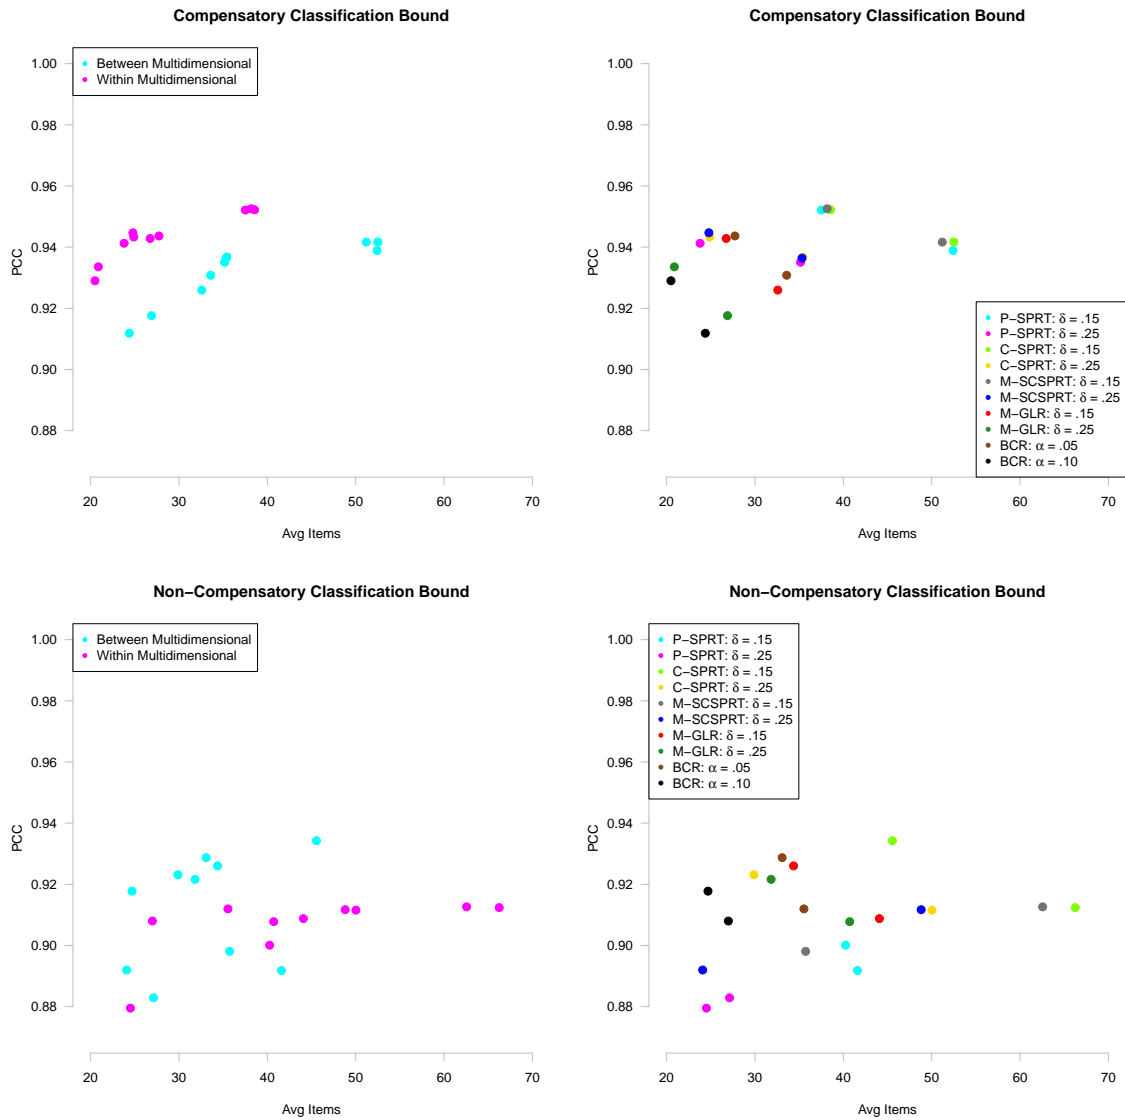 Compensatory Classification Bound
Between Multidimensional
Within Multidimensional
1.00
0.98
0.96
0.94
0.92
0.90
0.88
PCC
20 30 40 50 60 70
Avg Items
Compensatory Classification Bound
1.00
0.98
0.96
0.94
0.92
0.90
0.88
PCC
P−SPRT: δ = .15
P−SPRT: δ = .25
C−SPRT: δ = .15
C−SPRT: δ = .25
M−SCSPRT: δ = .15
M−SCSPRT: δ = .25
M−GLR: δ = .15
M−GLR: δ = .25
BCR: α = .05
BCR: α = .10
20 30 40 50 60 70
Avg Items
Non−Compensatory Classification Bound
Between Multidimensional
Within Multidimensional
1.00
0.98
0.96
0.94
0.92
0.90
0.88
PCC
20 30 40 50 60 70
Avg Items
Non−Compensatory Classification Bound
P−SPRT: δ = .15
P−SPRT: δ = .25
C−SPRT: δ = .15
C−SPRT: δ = .25
M−SCSPRT: δ = .15
M−SCSPRT: δ = .25
M−GLR: δ = .15
M−GLR: δ = .25
BCR: α = .05
BCR: α = .10
1.00
0.98
0.96
0.94
0.92
0.90
0.88
PCC
20 30 40 50 60 70
Avg Items